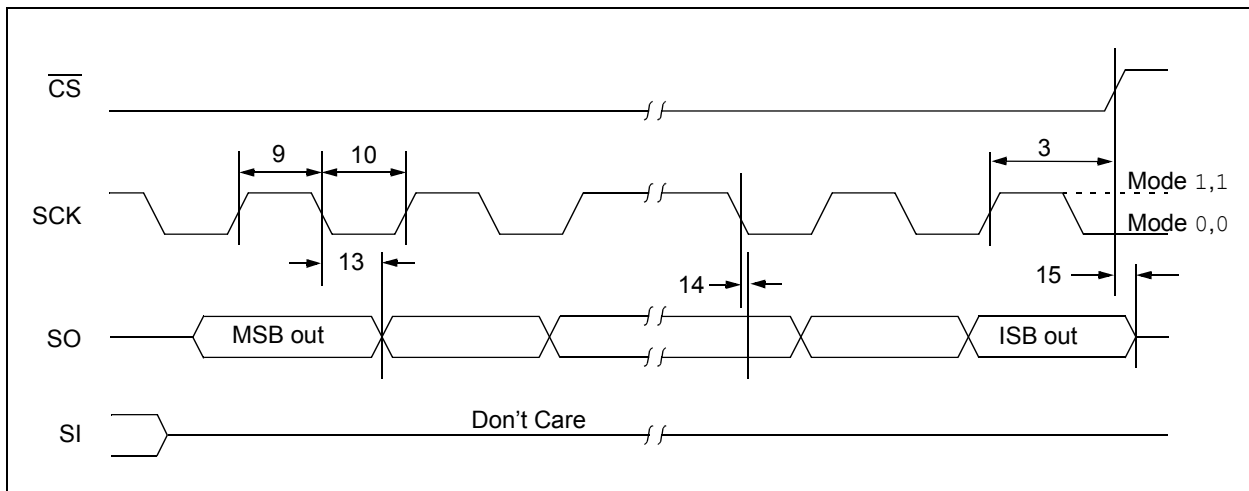 CS
9
10
3
Mode 1,1
SCK
Mode 0,0
13
14
15
SO
MSB out
ISB out
Don't Care
SI